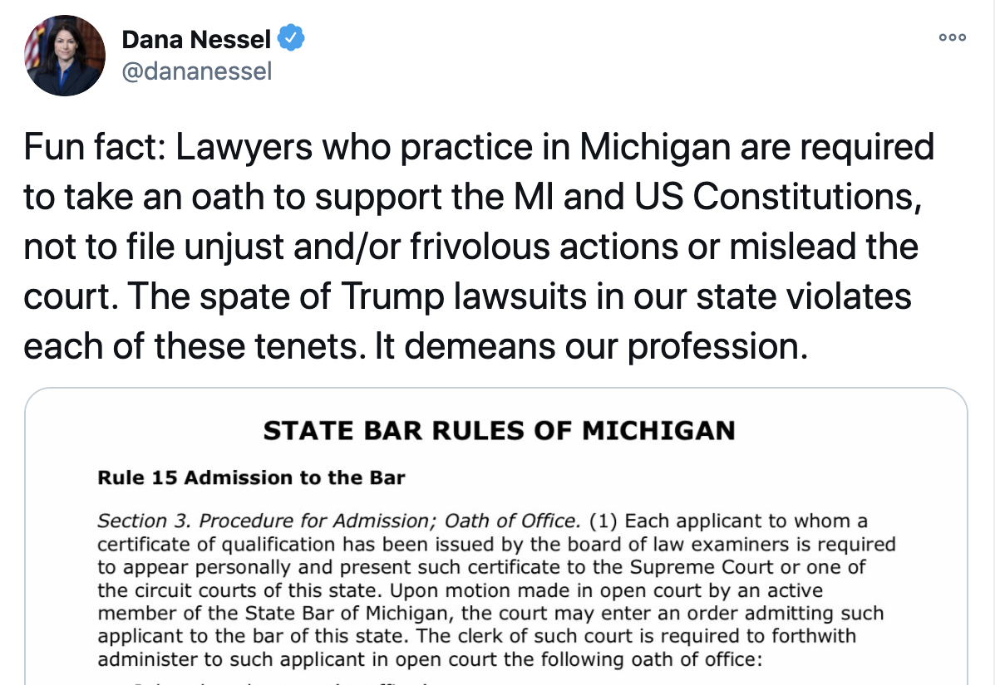 Dana Nessel
@dananessel
Fun fact: Lawyers who practice in Michigan are required
to take an oath to support the MI and US Constitutions,
not to file unjust and/or frivolous actions or mislead the
court. The spate of Trump lawsuits in our state violates
each of these tenets. It demeans our profession.
STATE BAR RULES OF MICHIGAN
Rule 15 Admission to the Bar
Section 3. Procedure for Admission; Oath of Office. (1) Each applicant to whom a
certificate of qualification has been issued by the board of law examiners is required
to appear personally and present such certificate to the Supreme Court or one of
the circuit courts of this state. Upon motion made in open court by an active
member of the State Bar of Michigan, the court may enter an order admitting such
applicant to the bar of this state. The clerk of such court is required to forthwith
administer to such applicant in open court the following oath of office: